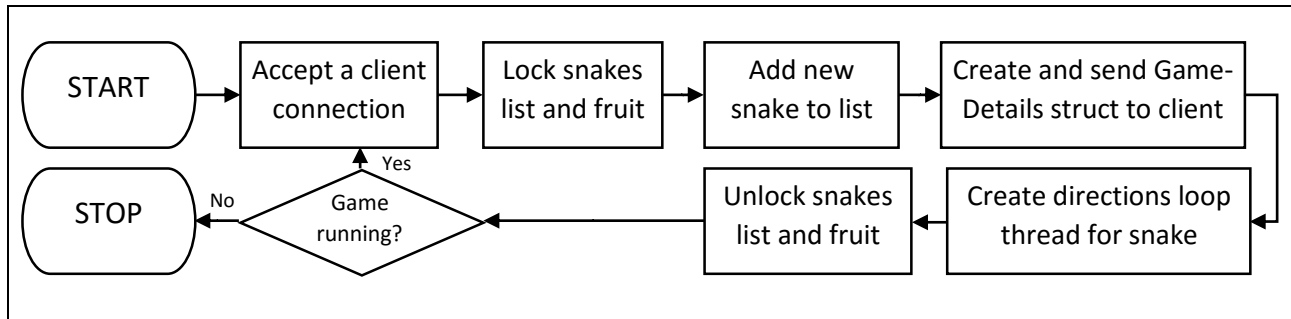 START
Accept a client
connection
Lock snakes
list and fruit
Add new
snake to list
Create and send Game-
Details struct to client
Yes
STOP
No
Game
running?
Unlock snakes
list and fruit
Create directions loop
thread for snake